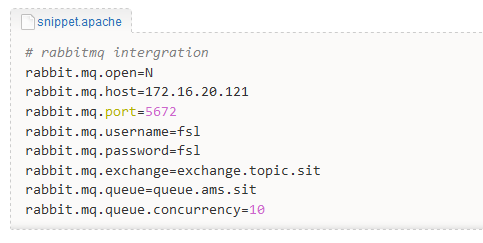 snippet.apache
# rabbitmq intergration
rabbit.mq.open=N
rabbit.mq.host=172.16.20.121
rabbit.mq.port=5672
rabbit.mq.username=fsl
rabbit.mq.password=fsl
rabbit.mq.exchange=exchange.topic.sit
rabbit.mq.queue=queue.ams.sit
rabbit.mq.queue.concurrency=10